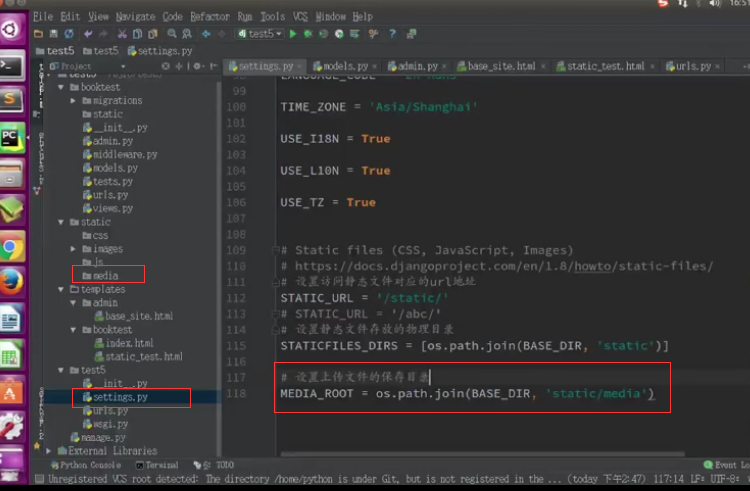 File Edit View Navigate Code Refactor Run Tools VCS Window Help
test5
test5 test5 settings.py
Project
settings.py models.py admin.py base_site.html static_test.html urls.py
booktest
migrations
static
__init__.py
admin.py
middleware.py
models.py
tests.py
urls.py
views.py
static
css
images
js
media
templates
admin
base_site.html
booktest
index.html
static_test.html
test5
__init__.py
settings.py
urls.py
wsgi.py
manage.py
External Libraries
99
100 TIME_ZONE = 'Asia/Shanghai'
101
102 USE_I18N = True
103
104 USE_L10N = True
105
106 USE_TZ = True
107
108
109 # Static files (CSS, JavaScript, Images)
110 # https://docs.djangoproject.com/en/1.8/howto/static-files/
111 # 设置访问静态文件对应的url地址
112 STATIC_URL = '/static/'
113 # STATIC_URL = '/abc/'
114 # 设置静态文件存放的物理目录
115 STATICFILES_DIRS = [os.path.join(BASE_DIR, 'static')]
116
117 # 设置上传文件的保存目录
118 MEDIA_ROOT = os.path.join(BASE_DIR, 'static/media')
Python Console Terminal TODO Event Log
Unregistered VCS root detected: The directory /home/python is under Git, but is not registered in the ... (today 下午2:47) 117:14 LF: UTF-8: